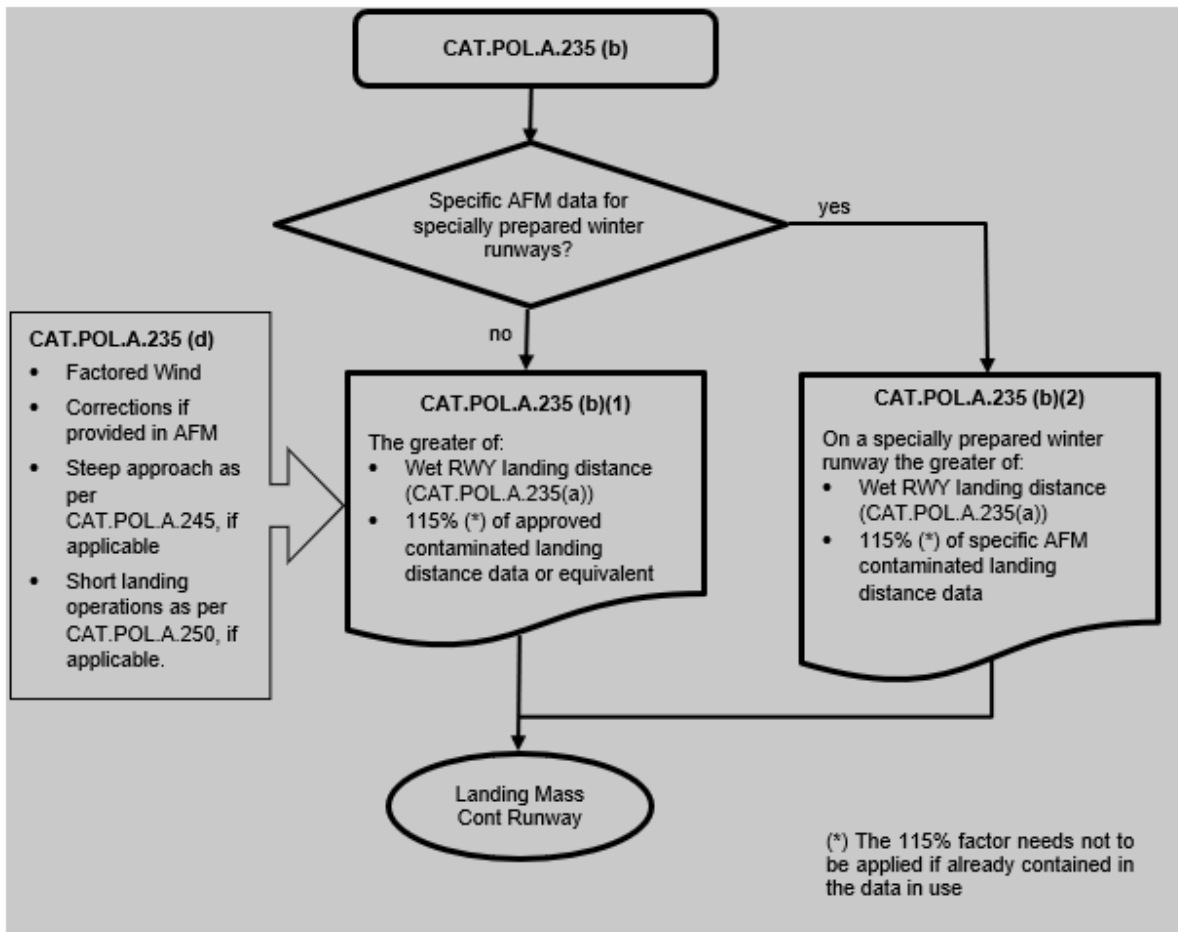 CAT.POL.A.235 (b)
Specific AFM data for
specially prepared winter
runways?
yes
no
CAT.POL.A.235 (d)
• Factored Wind
• Corrections if
provided in AFM
• Steep approach as
per
CAT.POL.A.245, if
applicable
• Short landing
operations as per
CAT.POL.A.250, if
applicable.
CAT.POL.A.235 (b)(1)
The greater of:
• Wet RWY landing distance
(CAT.POL.A.235(a))
• 115% (*) of approved
contaminated landing
distance data or equivalent
CAT.POL.A.235 (b)(2)
On a specially prepared winter
runway the greater of:
• Wet RWY landing distance
(CAT.POL.A.235(a))
• 115% (*) of specific AFM
contaminated landing
distance data
Landing Mass
Cont Runway
(*) The 115% factor needs not to
be applied if already contained in
the data in use